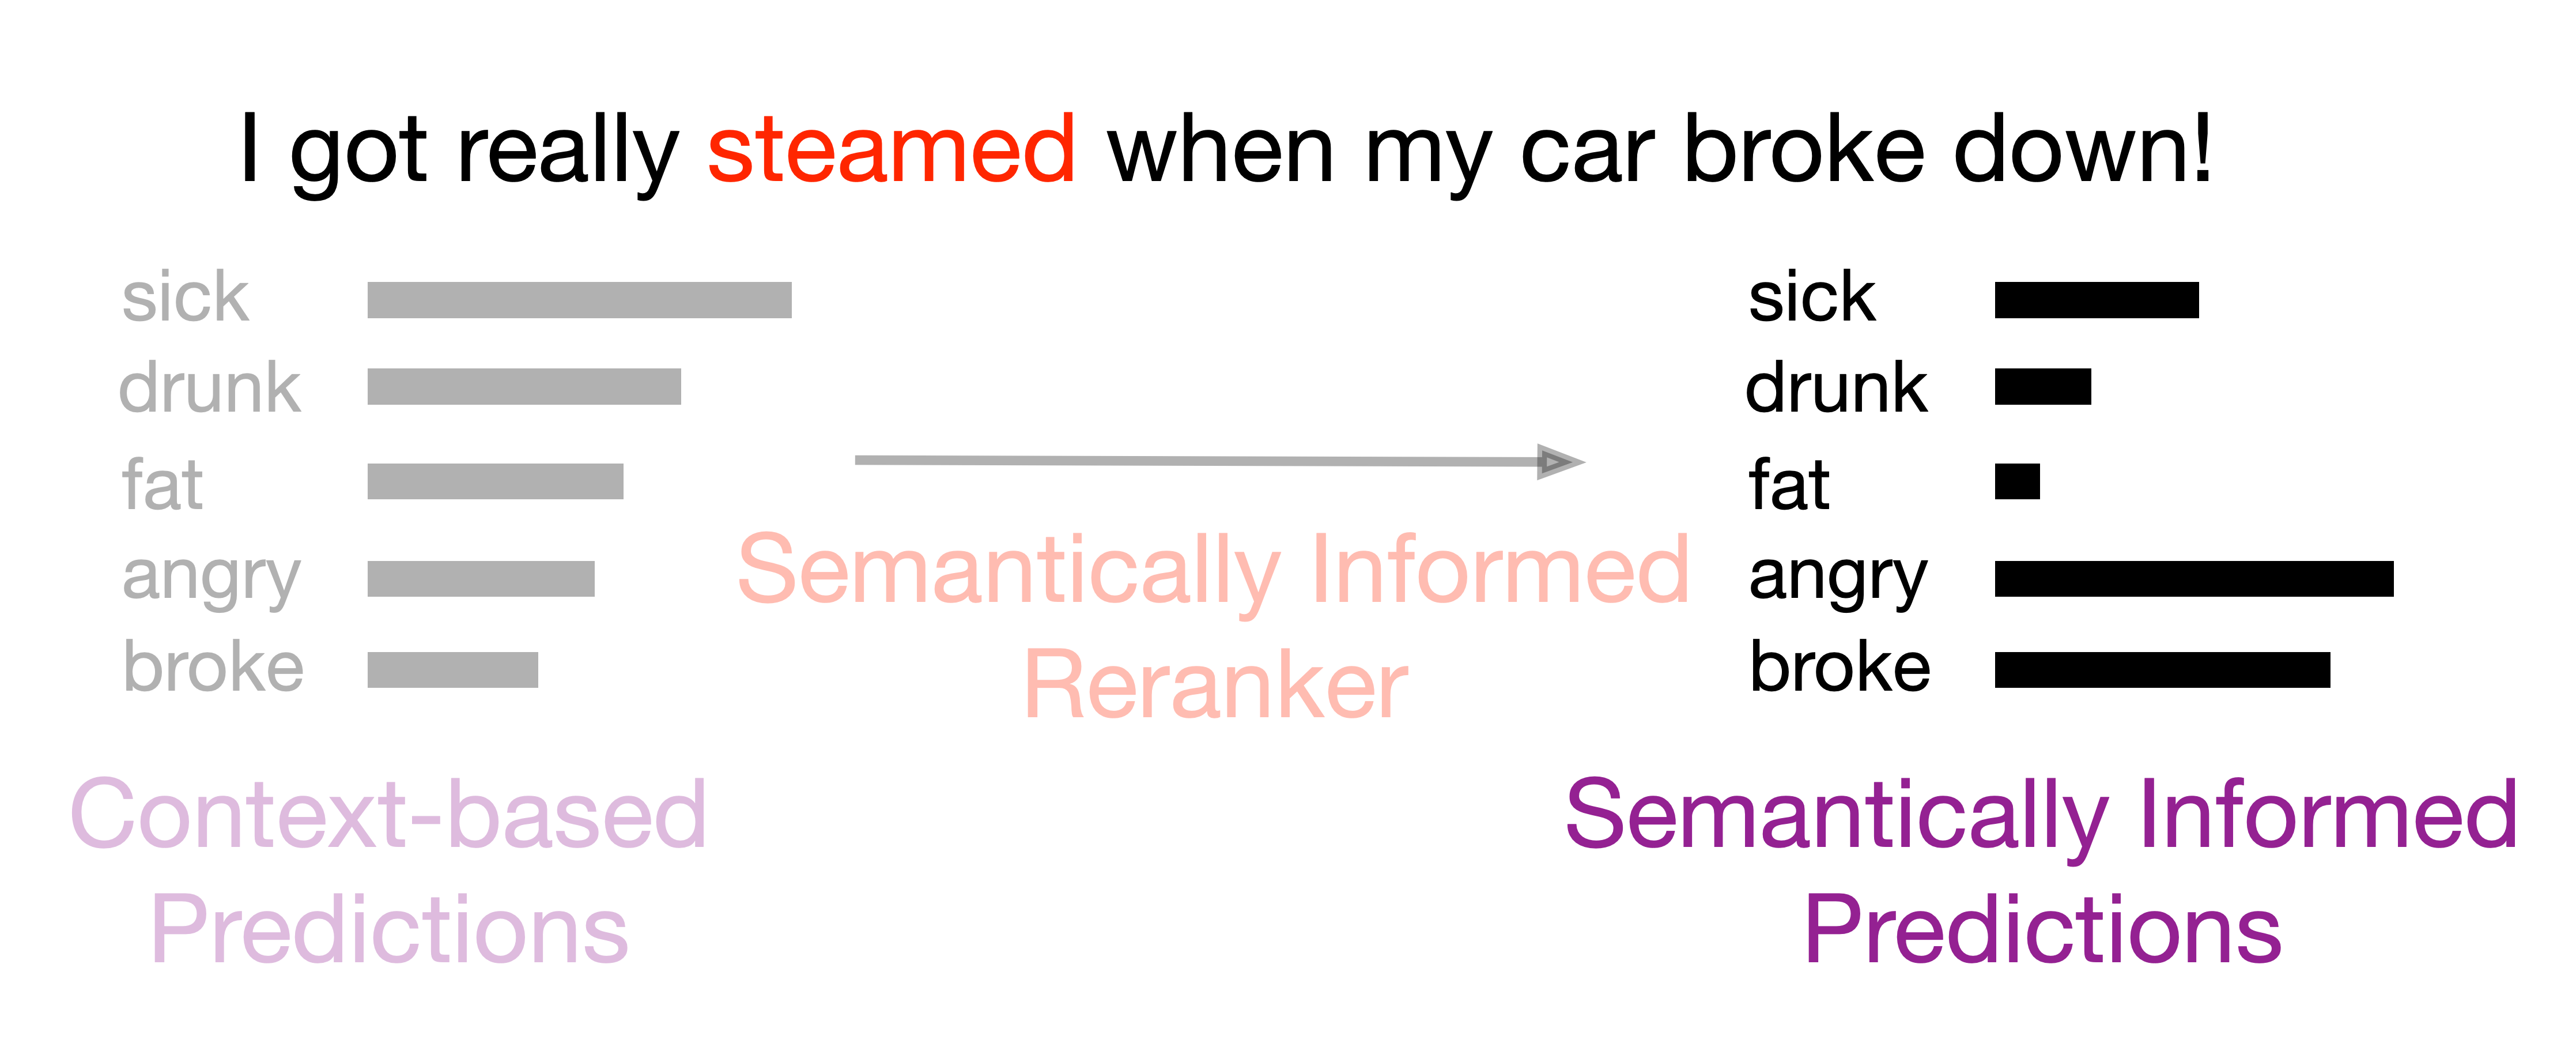 I got really steamed when my car broke down!
sick
drunk
fat
angry
broke
Context-based
Predictions
Semantically Informed
Reranker
sick
drunk
fat
angry
broke
Semantically Informed
Predictions